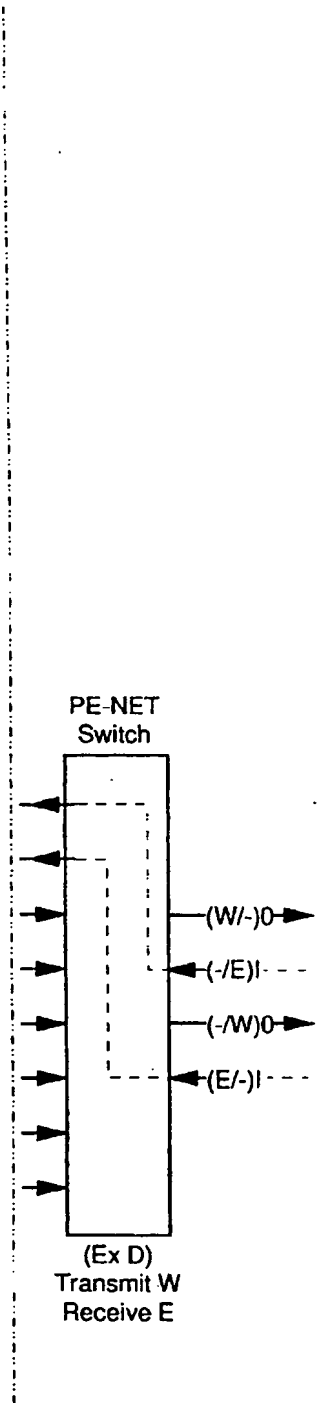 PE-NET
Switch
(W/-)0
(-/E)I
(-/W)0
(E/-)I
(Ex D)
Transmit W
Receive E